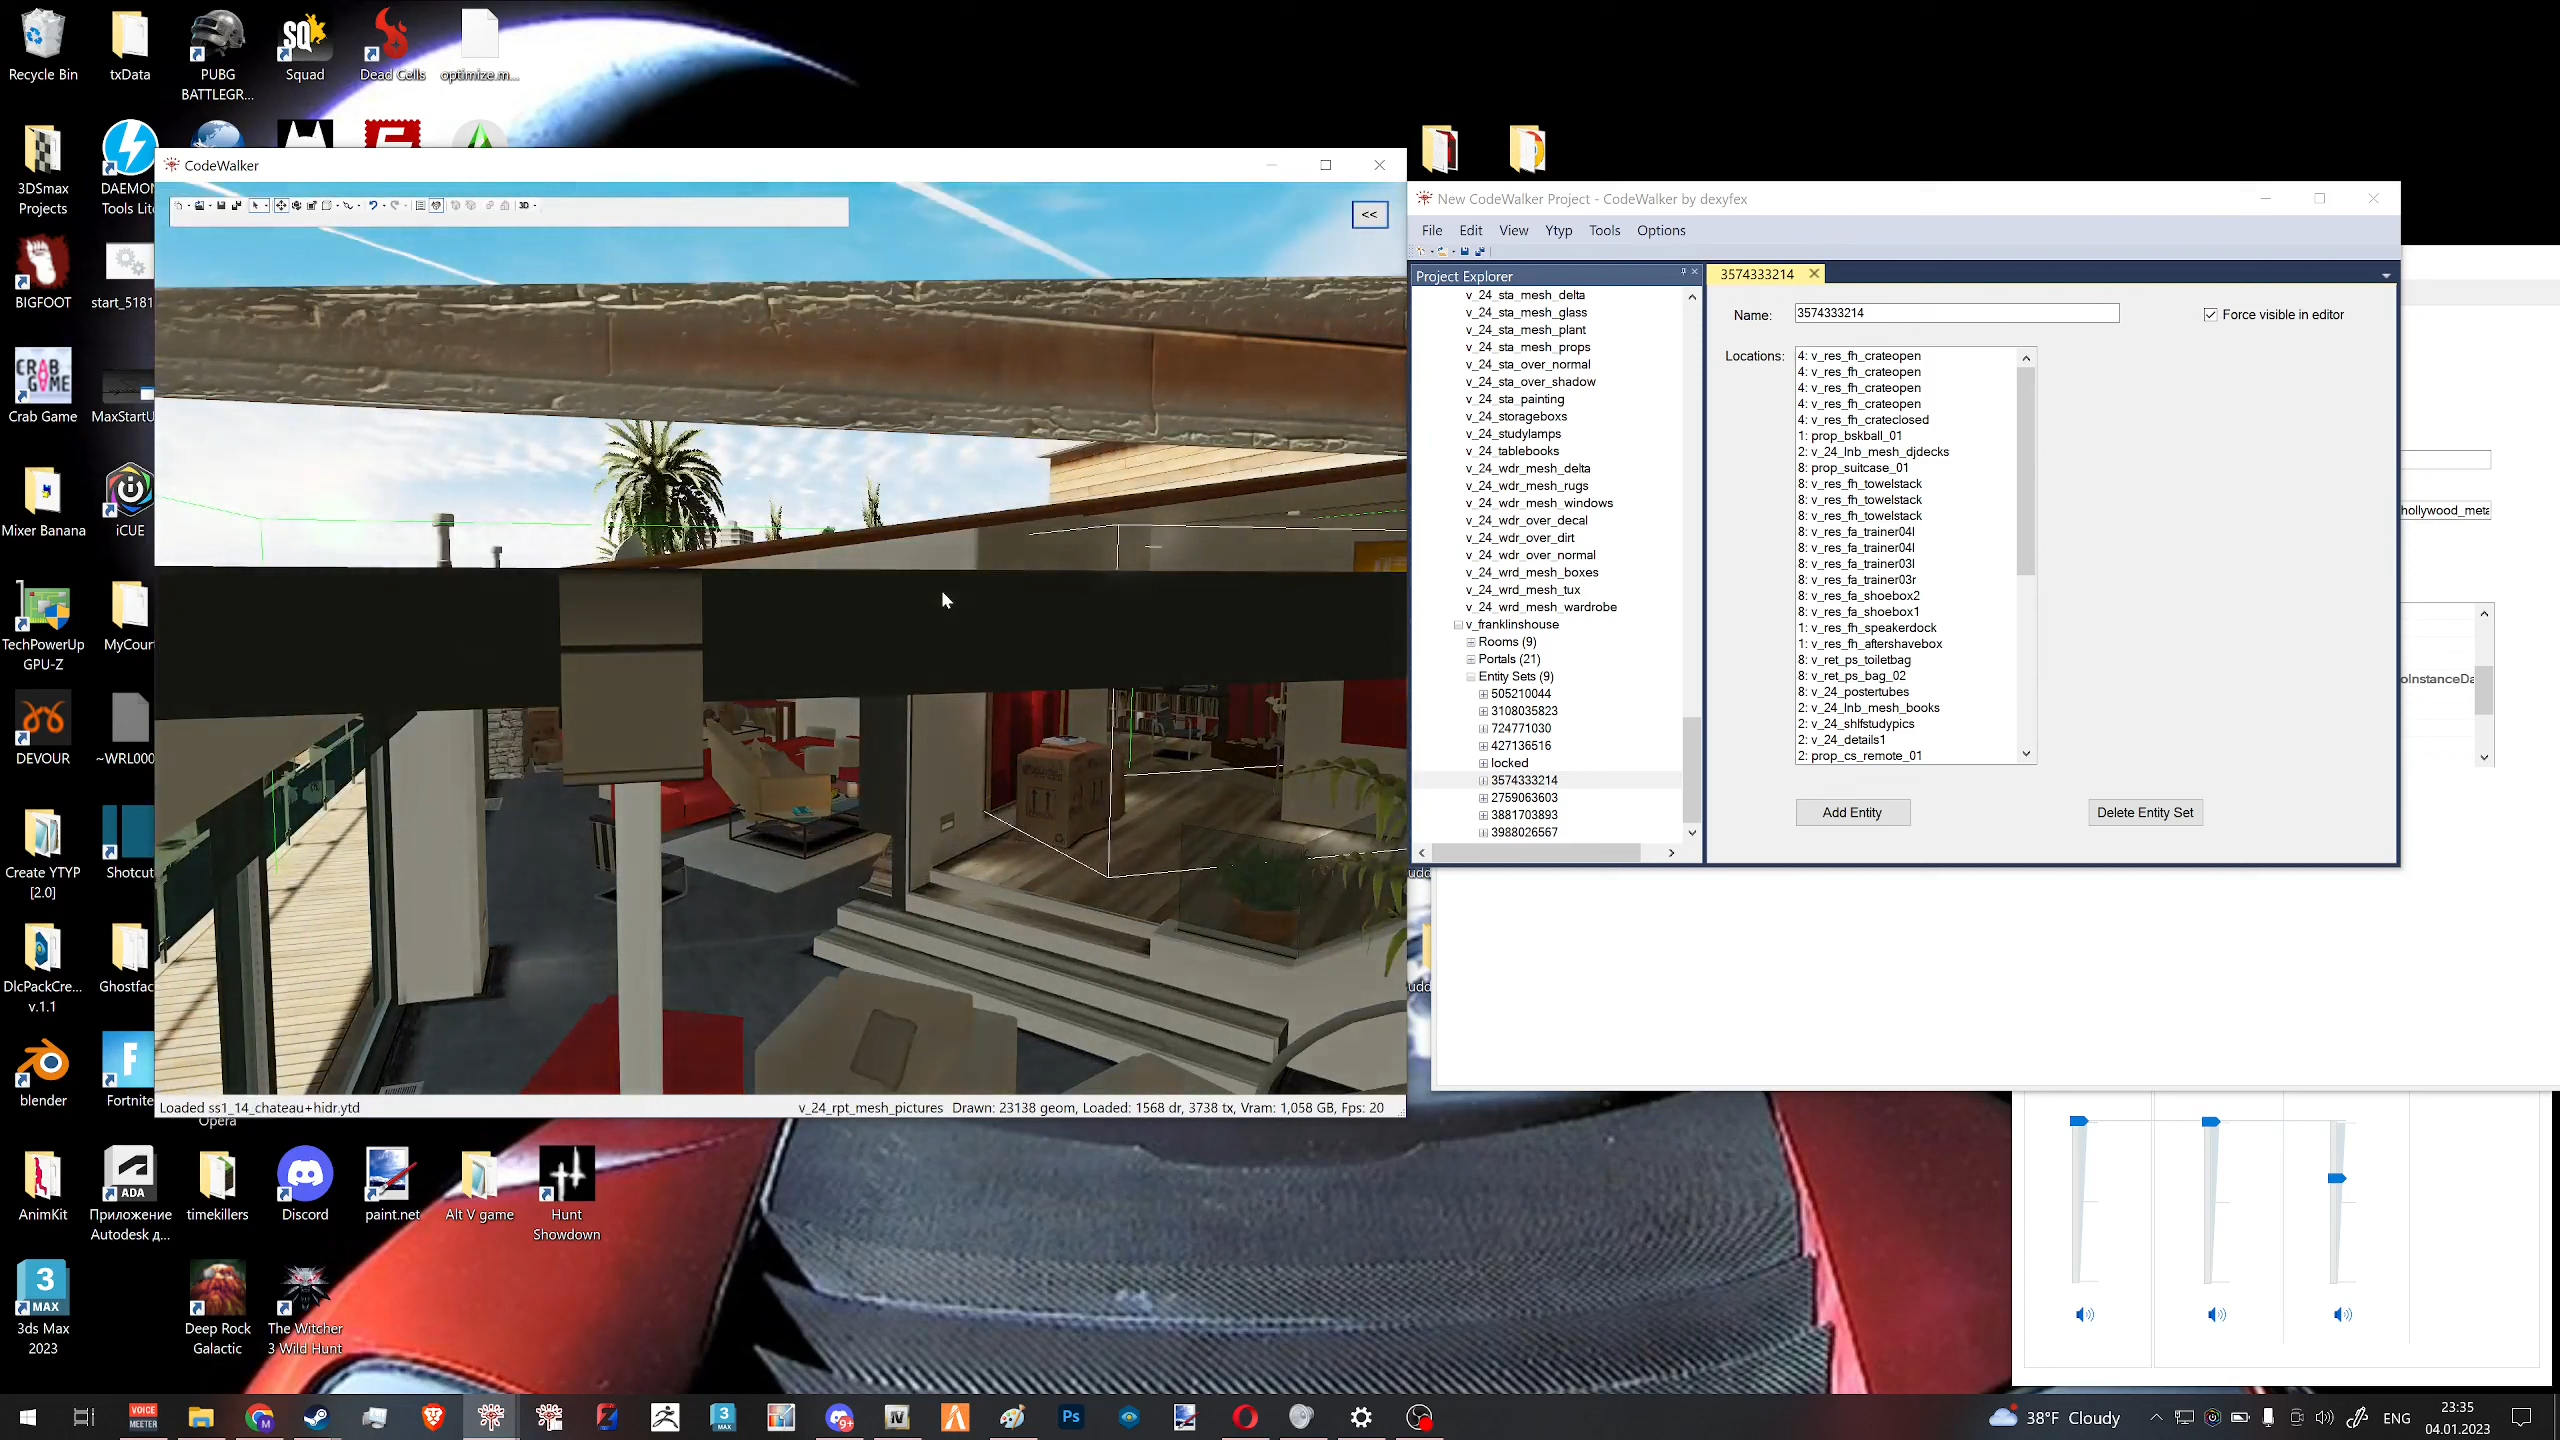 Recycle Bin
txData
PUBG
BATTLEGR...
Squad
Dead Cells
optimize.m...
3DSmax
Projects
DAEMON
Tools Lite
BIGFOOT
start_5181
Crab Game
MaxStartU
Mixer Banana
iCUE
TechPowerUp
GPU-Z
MyCourt
DEVOUR
~WRL000
Create YTYP
[2.0]
Shotcut
DlcPackCre...
v.1.1
Ghostfac
blender
Fortnite
Opera
AnimKit
Приложение
Autodesk д...
timekillers
Discord
paint.net
Alt V game
Hunt
Showdown
3ds Max
2023
Deep Rock
Galactic
The Witcher
3 Wild Hunt
CodeWalker
3D
<<
Loaded ss1_14_chateau+hidr.ytd
v_24_rpt_mesh_pictures Drawn: 23138 geom, Loaded: 1568 dr, 3738 tx, Vram: 1,058 GB, Fps: 20
New CodeWalker Project - CodeWalker by dexyfex
File Edit View Ytyp Tools Options
Project Explorer
v_24_sta_mesh_delta
v_24_sta_mesh_glass
v_24_sta_mesh_plant
v_24_sta_mesh_props
v_24_sta_over_normal
v_24_sta_over_shadow
v_24_sta_painting
v_24_storageboxs
v_24_studylamps
v_24_tablebooks
v_24_wdr_mesh_delta
v_24_wdr_mesh_rugs
v_24_wdr_mesh_windows
v_24_wdr_over_decal
v_24_wdr_over_dirt
v_24_wdr_over_normal
v_24_wrd_mesh_boxes
v_24_wrd_mesh_tux
v_24_wrd_mesh_wardrobe
v_franklinshouse
Rooms (9)
Portals (21)
Entity Sets (9)
505210044
3108035823
724771030
427136516
locked
3574333214
2759063603
3881703893
3988026567
3574333214
Name: 3574333214
Force visible in editor
Locations:
4: v_res_fh_crateopen
4: v_res_fh_crateopen
4: v_res_fh_crateopen
4: v_res_fh_crateopen
4: v_res_fh_crateclosed
1: prop_bskball_01
2: v_24_lnb_mesh_djdecks
8: prop_suitcase_01
8: v_res_fh_towelstack
8: v_res_fh_towelstack
8: v_res_fh_towelstack
8: v_res_fa_trainer04l
8: v_res_fa_trainer04l
8: v_res_fa_trainer03l
8: v_res_fa_trainer03r
8: v_res_fa_shoebox2
8: v_res_fa_shoebox1
1: v_res_fh_speakerdock
1: v_res_fh_aftershavebox
8: v_ret_ps_toiletbag
8: v_ret_ps_bag_02
8: v_24_postertubes
2: v_24_lnb_mesh_books
2: v_24_shlfstudypics
2: v_24_details1
2: prop_cs_remote_01
Add Entity
Delete Entity Set
hollywood_meta
oInstanceDa
38°F Cloudy
ENG
23:35
04.01.2023